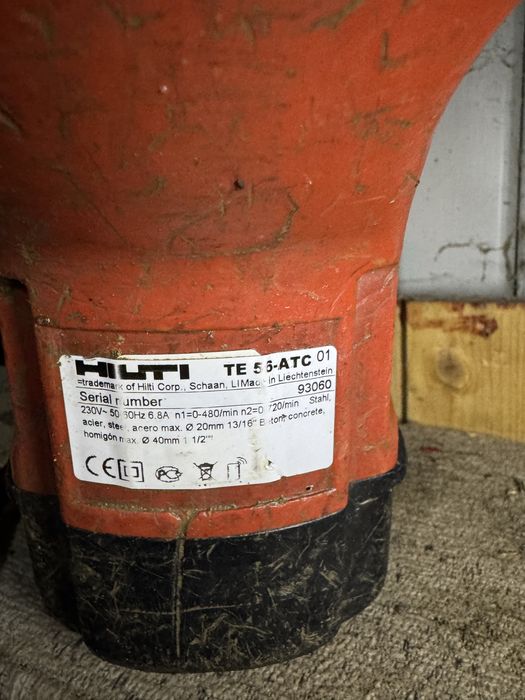 HILTI TE 56-ATC 01
=trademark of Hilti Corp., Schaan, LI Made in Liechtenstein
Serial number 93060
230V~ 50-60Hz 6.8A n1=0-480/min n2=0-720/min Stahl,
acier, steel, acero max. Ø 20mm 13/16" Beton, concrete,
homigón max. Ø 40mm 1 1/2"
CE